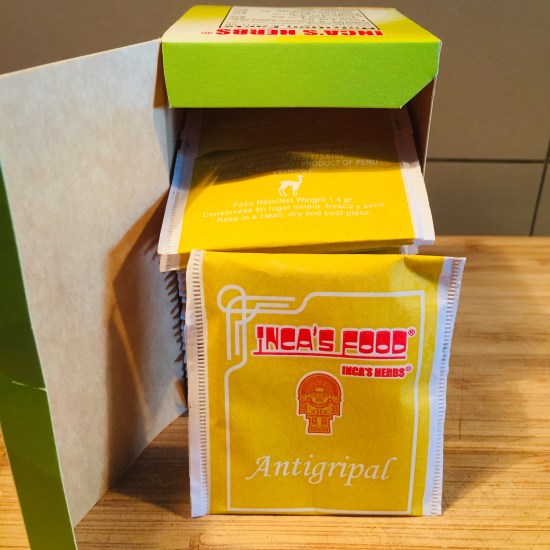 INCA'S HERBS®
PRODUCT OF PERU
Peso Neto/Net Weight 1.4 gr
Consérvese en lugar limpio, fresco y seco
Keep in a clean, dry and cool place
INCA'S FOOD®
INCA'S HERBS®
Antigripal